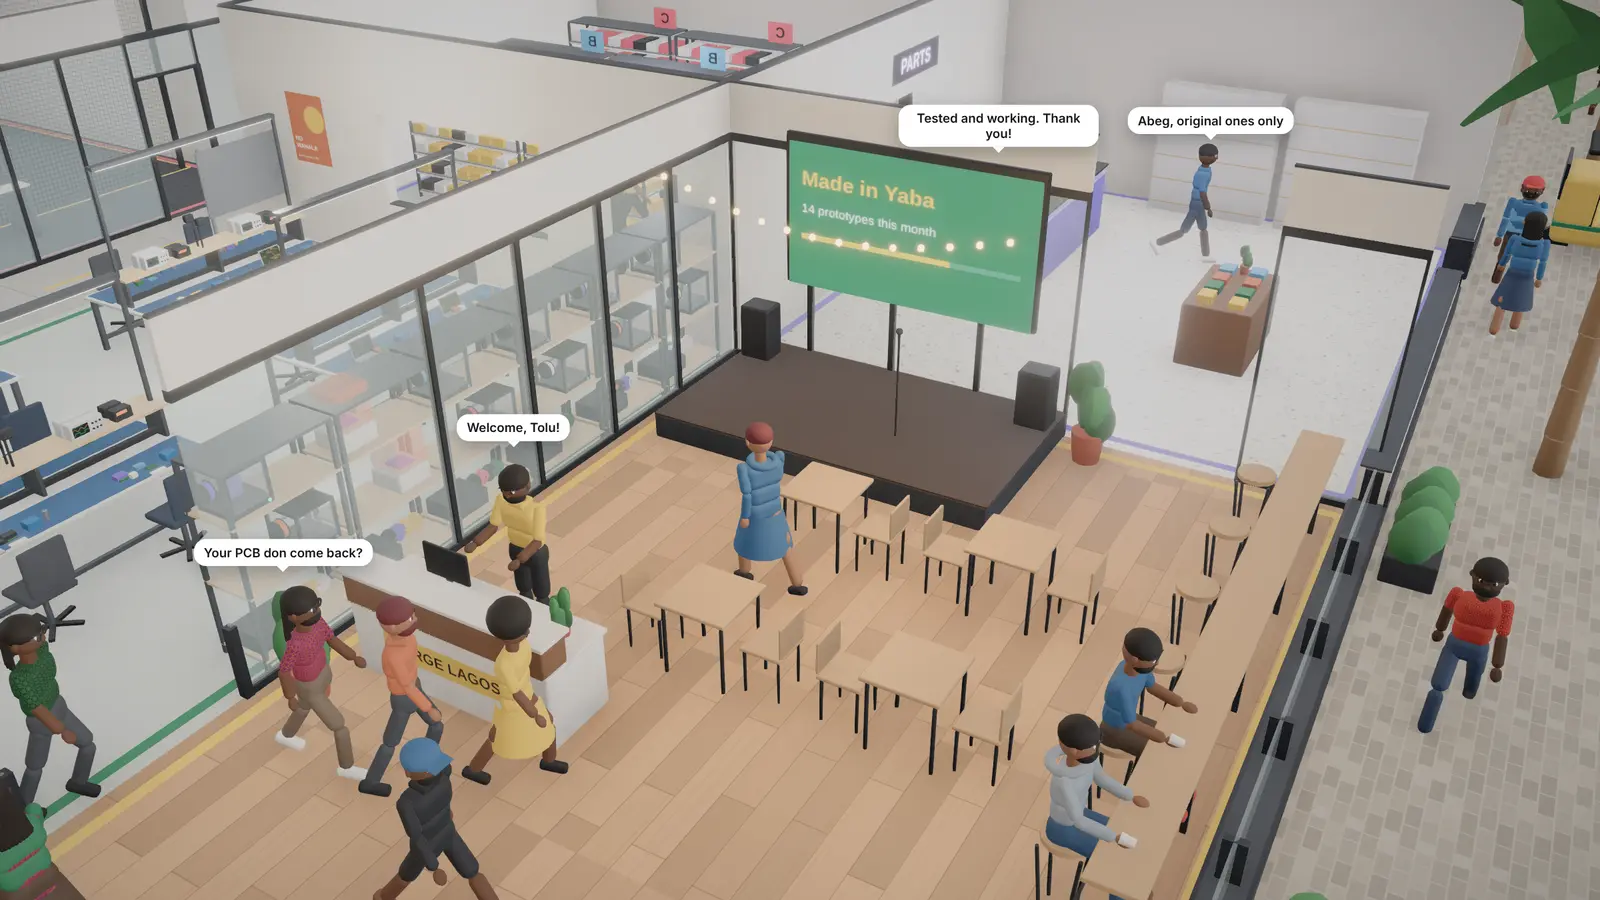 C
C
B
B
PARTS
Tested and working. Thank
you!
Abeg, original ones only
Made in Yaba
14 prototypes this month
Welcome, Tolu!
Your PCB don come back?
RGE LAGOS